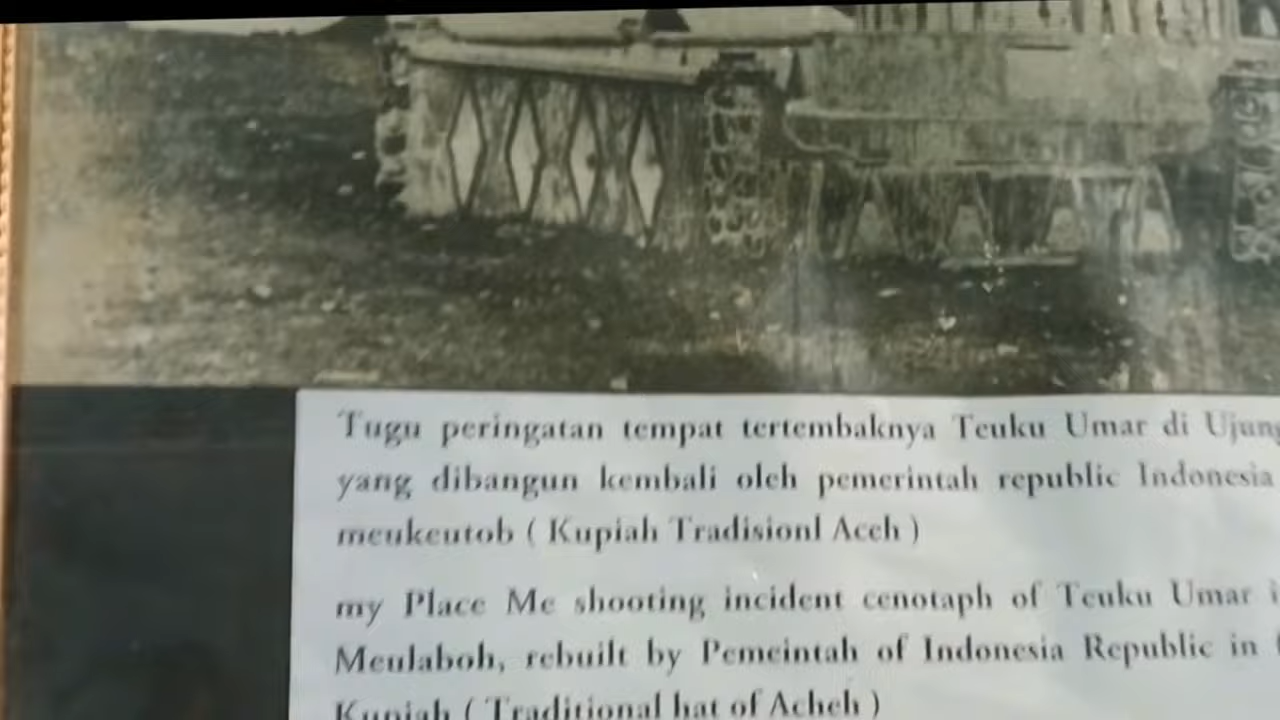 Tugu peringatan tempat tertembaknya Teuku Umar di Ujung
yang dibangun kembali oleh pemerintah republic Indonesia
meukeutob ( Kupiah Tradisionl Aceh )
my Place Me shooting incident cenotaph of Teuku Umar i
Meulaboh, rebuilt by Pemeintah of Indonesia Republic in
Kupiah ( Traditional hat of Acheh )